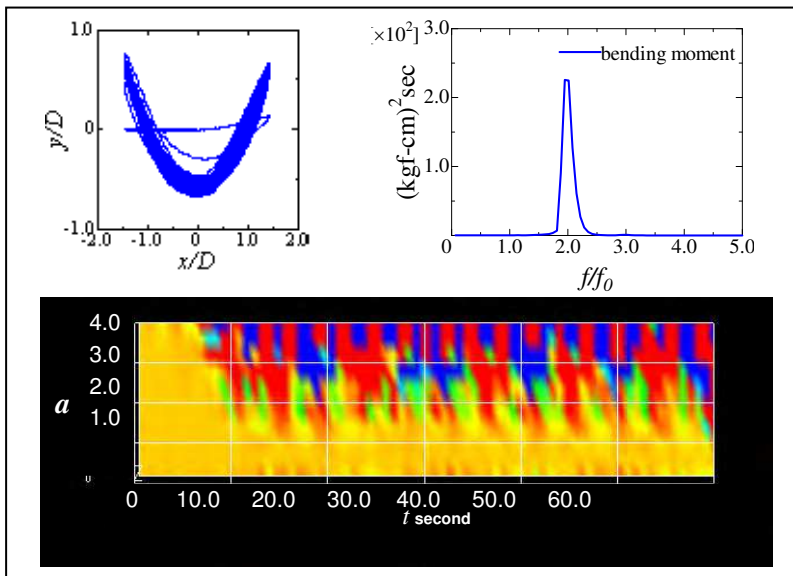 1.0
0
-1.0
y/D
-2.0 -1.0 0 1.0 2.0
x/D
[×10²]
3.0
2.0
1.0
(kgf-cm)²sec
bending moment
0 1.0 2.0 3.0 4.0 5.0
f/f₀
4.0
3.0
2.0
1.0
0
a
0 10.0 20.0 30.0 40.0 50.0 60.0
t second